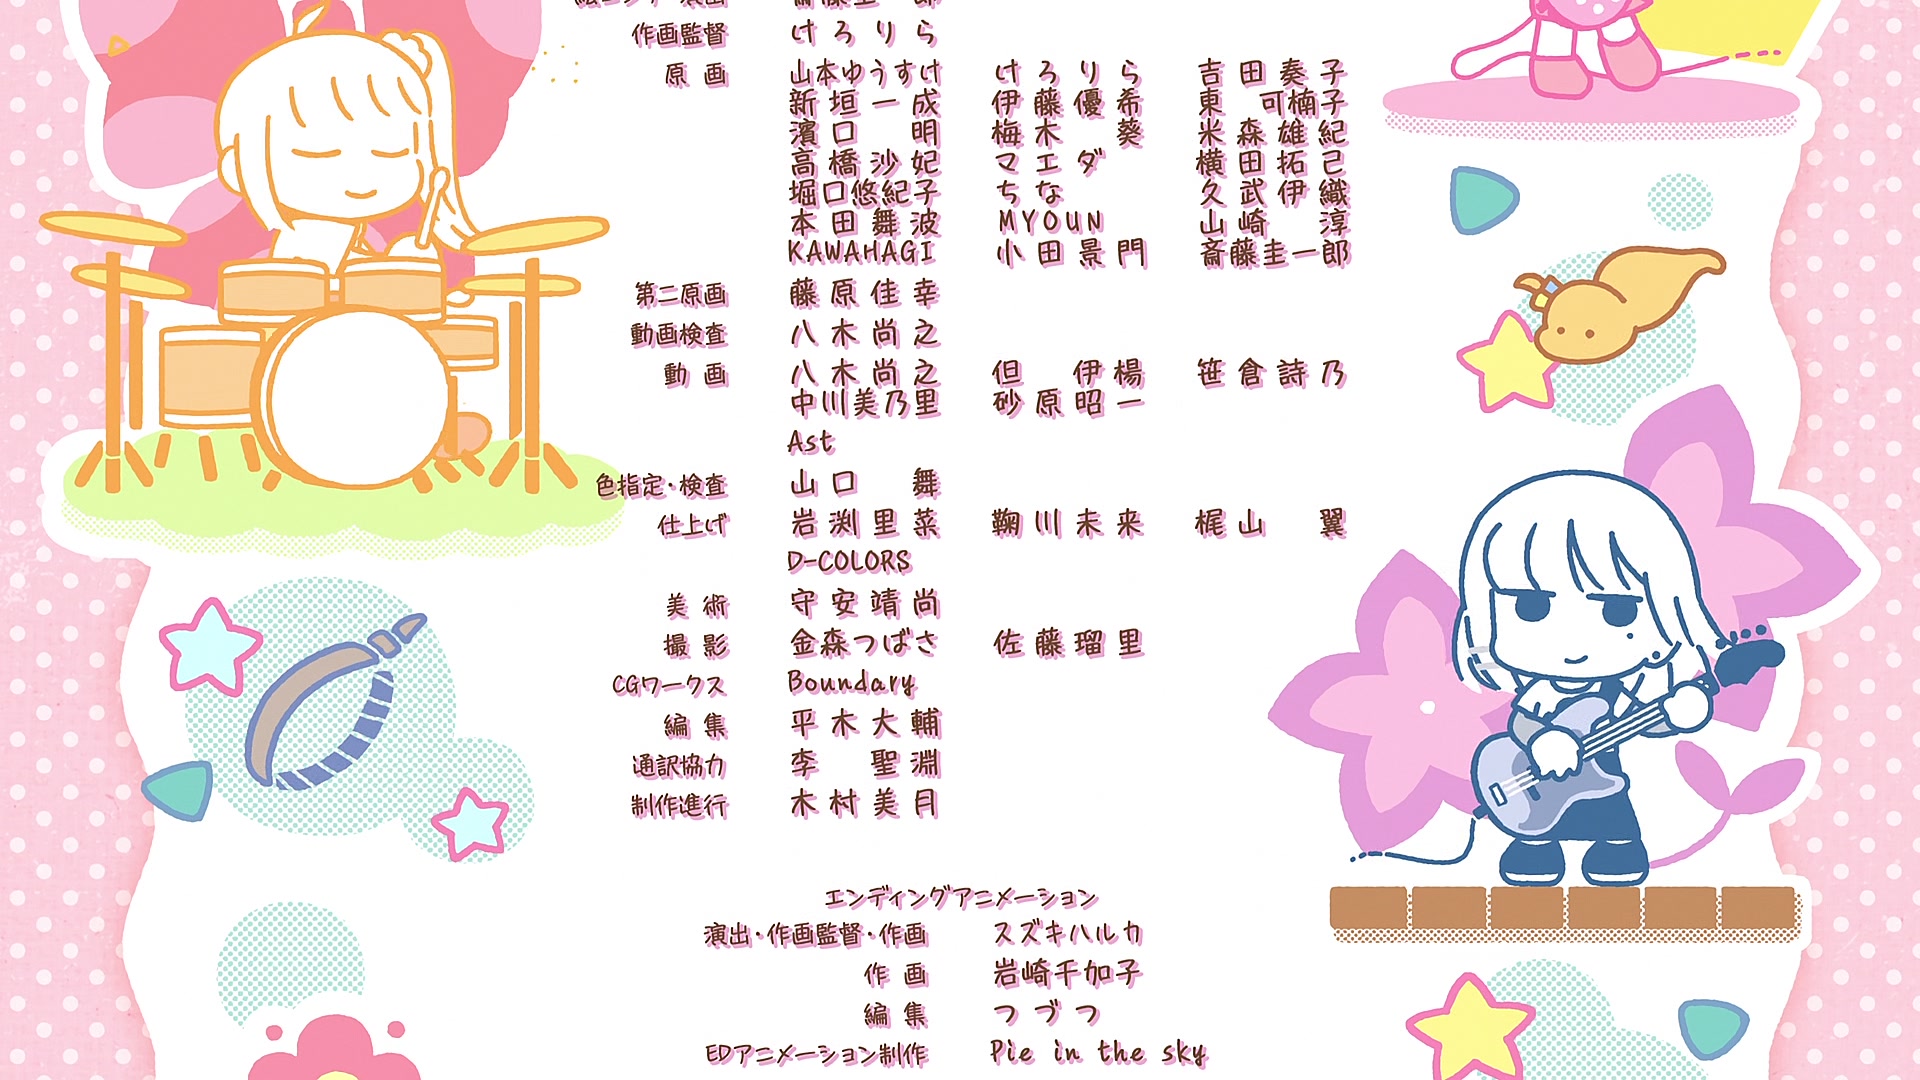 作画監督 けろりら
原画 山本ゆうすけ けろりら 吉田奏子
新垣一成 伊藤優希 東 可楠子
濱口 明 梅木 葵 米森雄紀
高橋沙妃 マエダ 横田拓己
堀口悠紀子 ちな 久武伊織
本田舞波 MYOUN 山崎 淳
KAWAHAGI 小田景門 斎藤圭一郎
第二原画 藤原佳幸
動画検査 八木尚之
動画 八木尚之 但 伊楊 笹倉詩乃
中川美乃里 砂原昭一
Ast
色指定・検査 山口 舞
仕上げ 岩渕里菜 鞠川未来 梶山 翼
D-COLORS
美術 守安靖尚
撮影 金森つばさ 佐藤瑠里
CGワークス Boundary
編集 平木大輔
通訳協力 李 聖淵
制作進行 木村美月
エンディングアニメーション
演出・作画監督・作画 スズキハルカ
作画 岩崎千加子
編集 つづつ
EDアニメーション制作 Pie in the sky